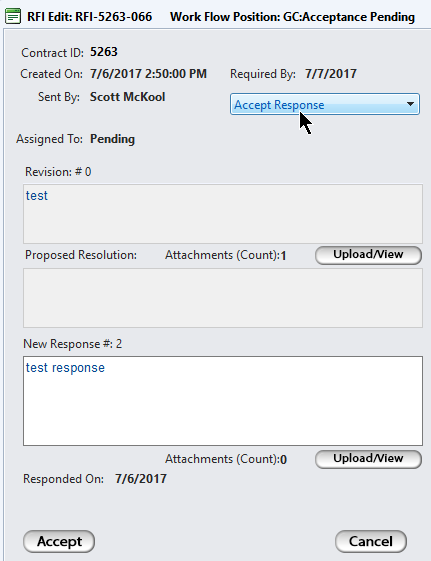 RFI Edit: RFI-5263-066 Work Flow Position: GC:Acceptance Pending
Contract ID: 5263
Created On: 7/6/2017 2:50:00 PM Required By: 7/7/2017
Sent By: Scott McKool
Accept Response
Assigned To: Pending
Revision: # 0
test
Proposed Resolution: Attachments (Count):1 Upload/View
New Response #: 2
test response
Attachments (Count):0 Upload/View
Responded On: 7/6/2017
Accept Cancel